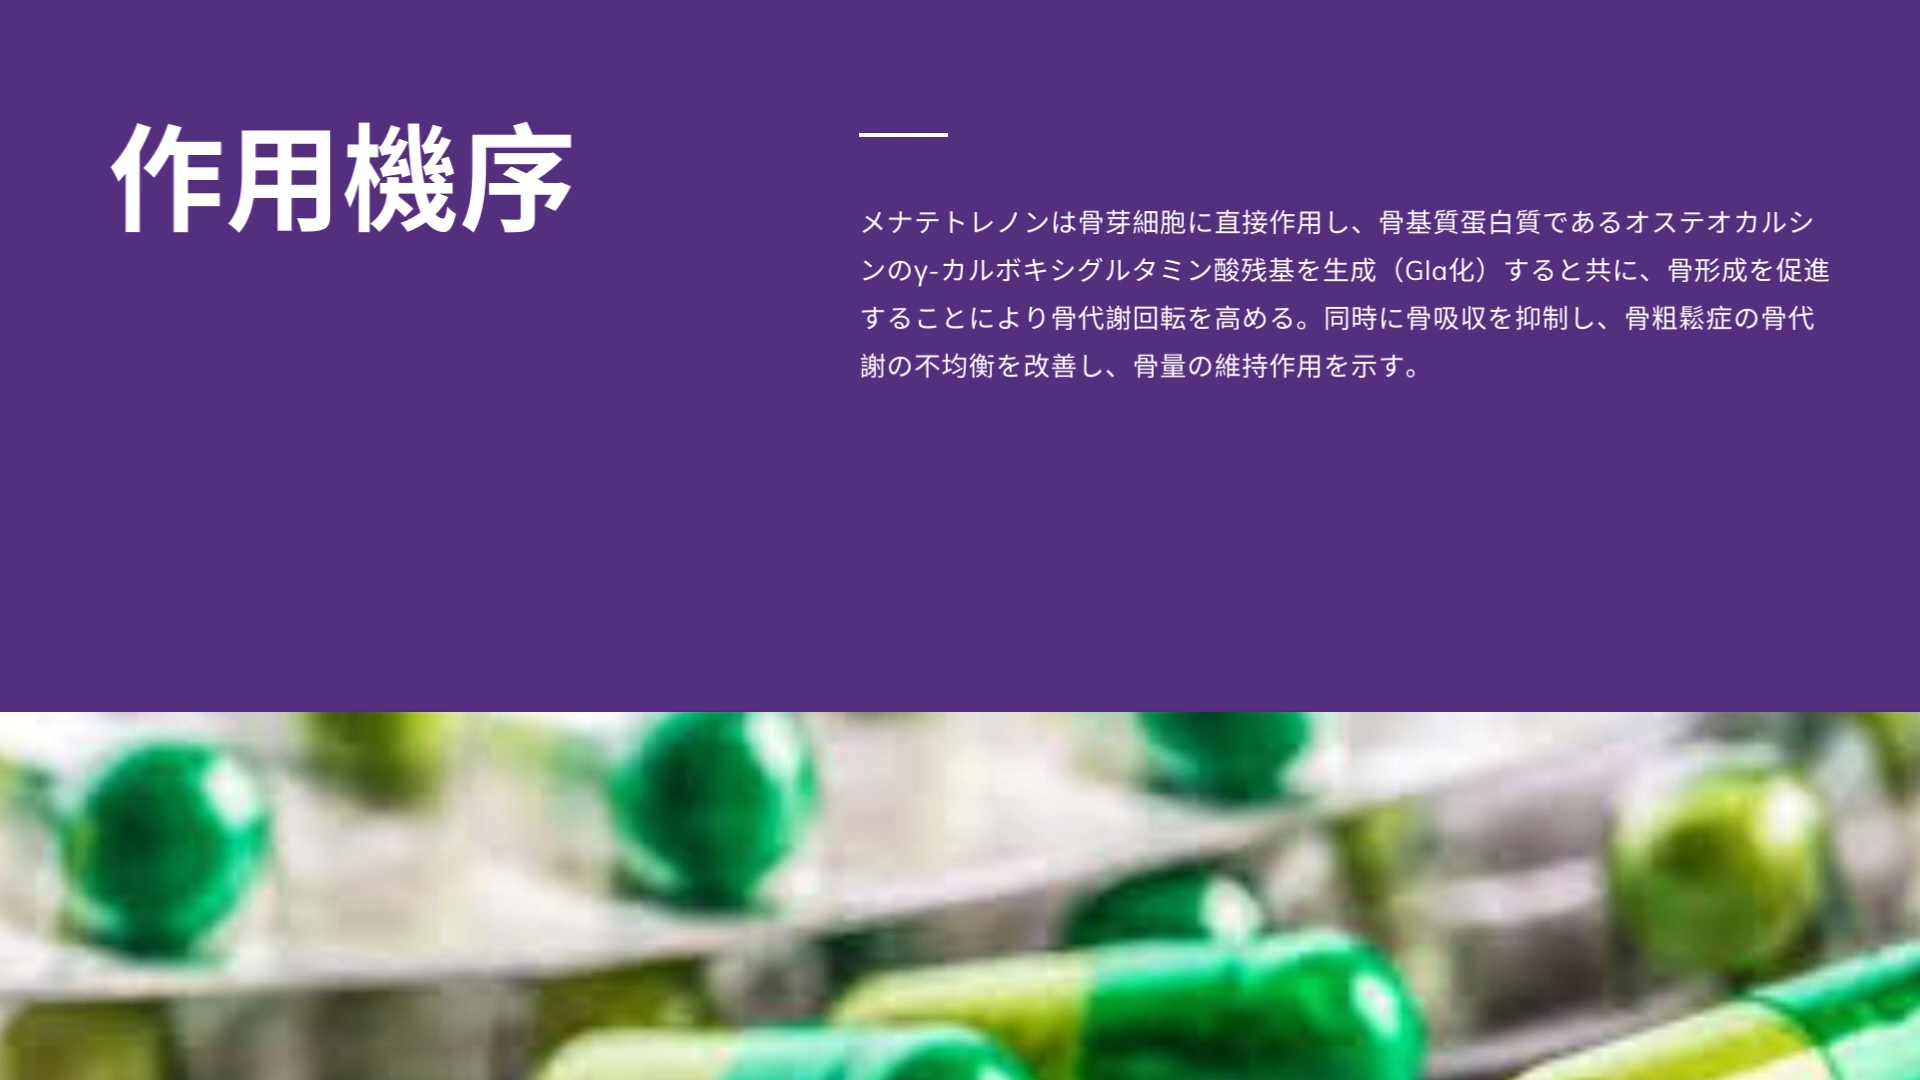 作用機序
メナテトレノンは骨芽細胞に直接作用し、骨基質蛋白質であるオステオカルシ
ンのγ-カルボキシグルタミン酸残基を生成（Gla化）すると共に、骨形成を促進
することにより骨代謝回転を高める。同時に骨吸収を抑制し、骨粗鬆症の骨代
謝の不均衡を改善し、骨量の維持作用を示す。